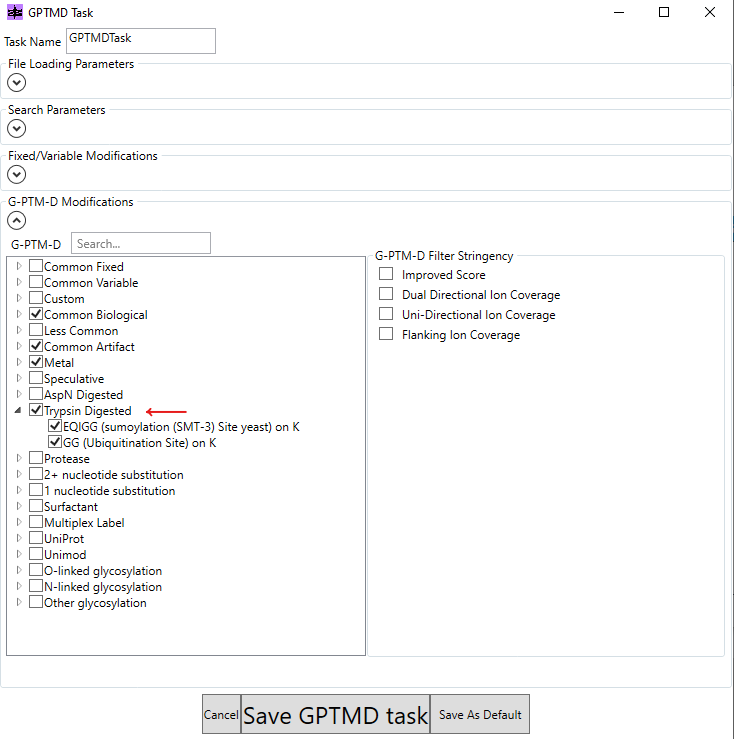 GPTMD Task
Task Name GPTMDTask
File Loading Parameters
Search Parameters
Fixed/Variable Modifications
G-PTM-D Modifications
G-PTM-D Search...
Common Fixed
Common Variable
Custom
Common Biological
Less Common
Common Artifact
Metal
Speculative
AspN Digested
Trypsin Digested
EQIGG (sumoylation (SMT-3) Site yeast) on K
GG (Ubiquitination Site) on K
Protease
2+ nucleotide substitution
1 nucleotide substitution
Surfactant
Multiplex Label
UniProt
Unimod
O-linked glycosylation
N-linked glycosylation
Other glycosylation
G-PTM-D Filter Stringency
Improved Score
Dual Directional Ion Coverage
Uni-Directional Ion Coverage
Flanking Ion Coverage
Cancel Save GPTMD task Save As Default